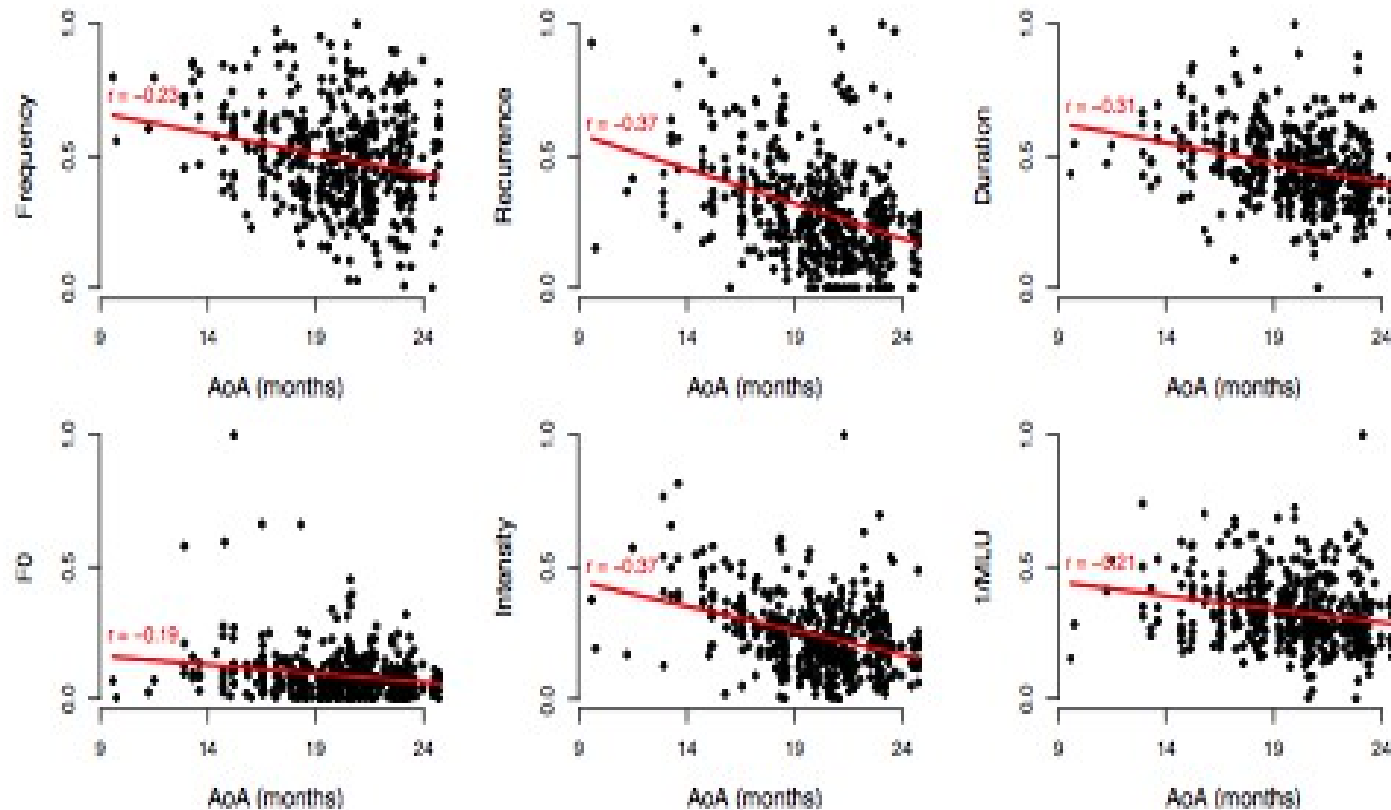 Frequency
1.0
0.5
0.0
r = −0.23
9 14 19 24
AoA (months)
Recurrence
1.0
0.5
0.0
r = −0.37
9 14 19 24
AoA (months)
Duration
1.0
0.5
0.0
r = −0.31
9 14 19 24
AoA (months)
F0
1.0
0.5
0.0
r = −0.19
9 14 19 24
AoA (months)
Intensity
1.0
0.5
0.0
r = −0.37
9 14 19 24
AoA (months)
1/MLU
1.0
0.5
0.0
r = −0.21
9 14 19 24
AoA (months)